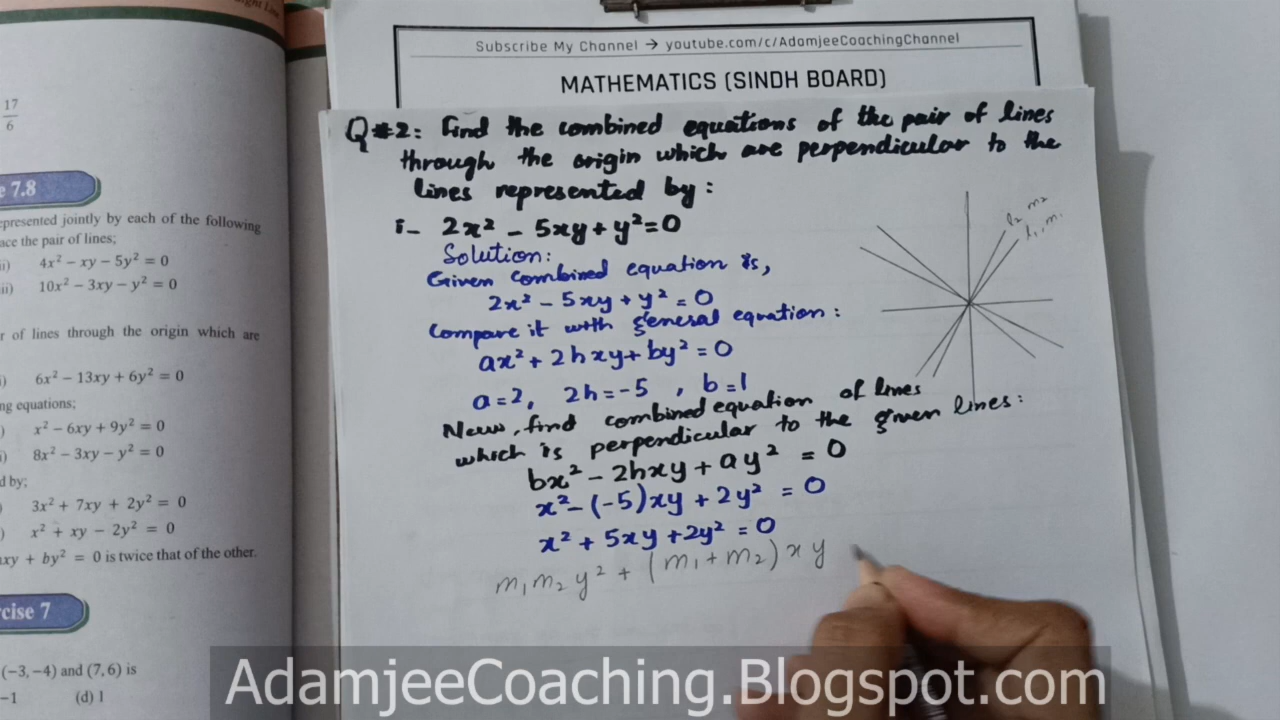 ght Line
17
6
e 7.8
epresented jointly by each of the following
ace the pair of lines;
ii) 4x² − xy − 5y² = 0
ii) 10x² − 3xy − y² = 0
r of lines through the origin which are
i) 6x² − 13xy + 6y² = 0
ng equations;
) x² − 6xy + 9y² = 0
i) 8x² − 3xy − y² = 0
d by;
) 3x² + 7xy + 2y² = 0
) x² + xy − 2y² = 0
xy + by² = 0 is twice that of the other.
cise 7
(−3, −4) and (7, 6) is
−1 (d) 1
Subscribe My Channel → youtube.com/c/AdamjeeCoachingChannel
MATHEMATICS (SINDH BOARD)
Q#2: Find the combined equations of the pair of lines
through the origin which are perpendicular to the
lines represented by:
i- 2x² - 5xy + y² = 0
Solution:
Given combined equation is,
2x² - 5xy + y² = 0
Compare it with general equation:
ax² + 2hxy + by² = 0
a=2, 2h=-5, b=1
Now, find combined equation of lines
which is perpendicular to the given lines:
bx² - 2hxy + ay² = 0
x² - (-5)xy + 2y² = 0
x² + 5xy + 2y² = 0
m₁m₂y² + (m₁+m₂)xy
l₂, m₂
l₁, m₁
AdamjeeCoaching.Blogspot.com